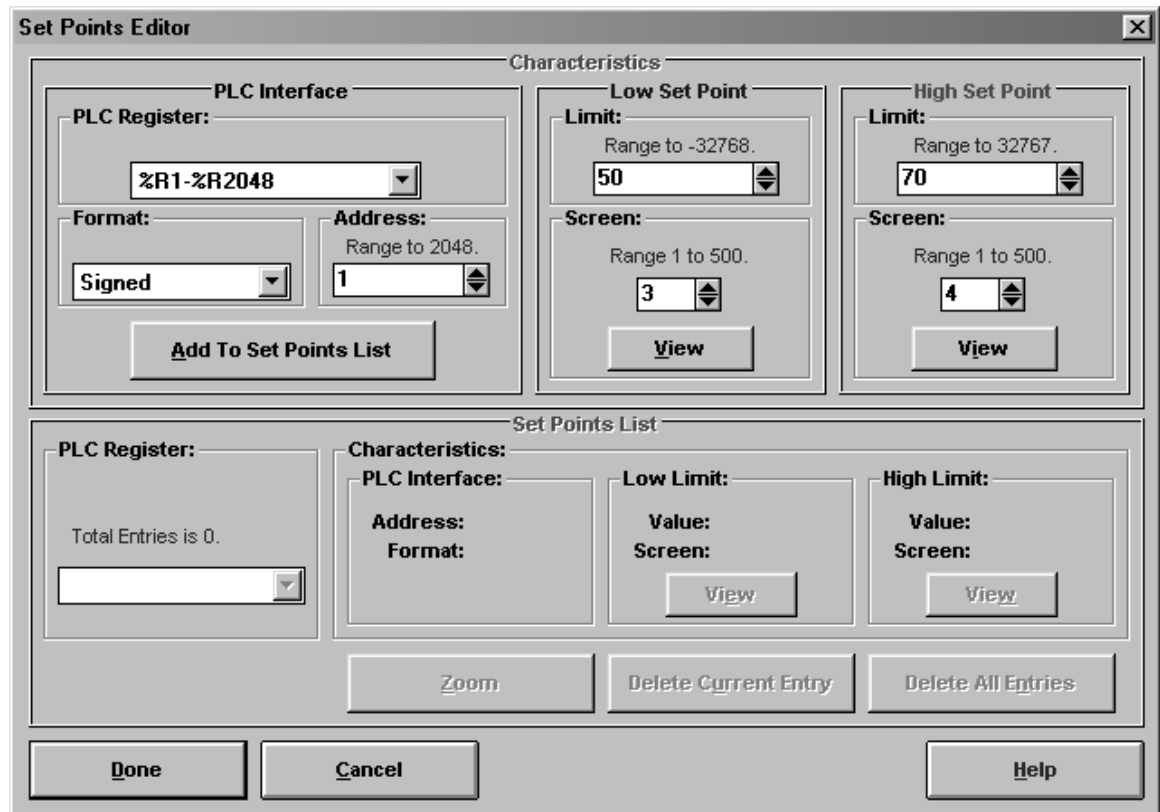 Set Points Editor
Characteristics
PLC Interface
PLC Register:
%R1-%R2048
Format:
Signed
Address:
Range to 2048.
1
Add To Set Points List
Low Set Point
Limit:
Range to -32768.
50
Screen:
Range 1 to 500.
3
View
High Set Point
Limit:
Range to 32767.
70
Screen:
Range 1 to 500.
4
View
Set Points List
PLC Register:
Total Entries is 0.
Characteristics:
PLC Interface:
Address:
Format:
Low Limit:
Value:
Screen:
View
High Limit:
Value:
Screen:
View
Zoom
Delete Current Entry
Delete All Entries
Done
Cancel
Help